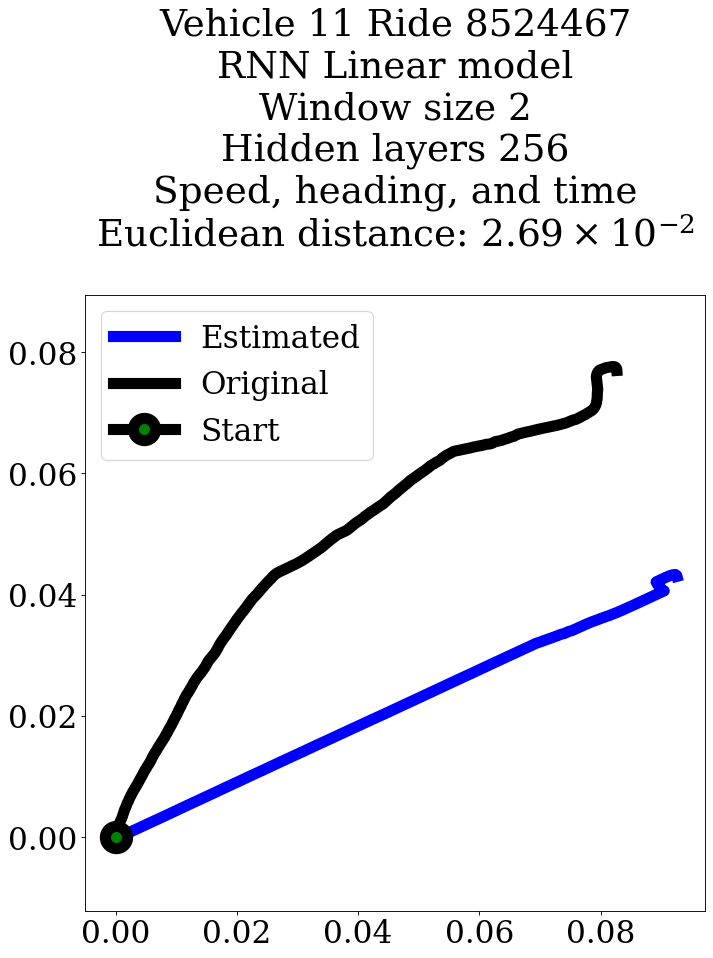 Vehicle 11 Ride 8524467
RNN Linear model
Window size 2
Hidden layers 256
Speed, heading, and time
Euclidean distance: 2.69 × 10⁻²
Estimated
Original
Start
0.08
0.06
0.04
0.02
0.00
0.00 0.02 0.04 0.06 0.08